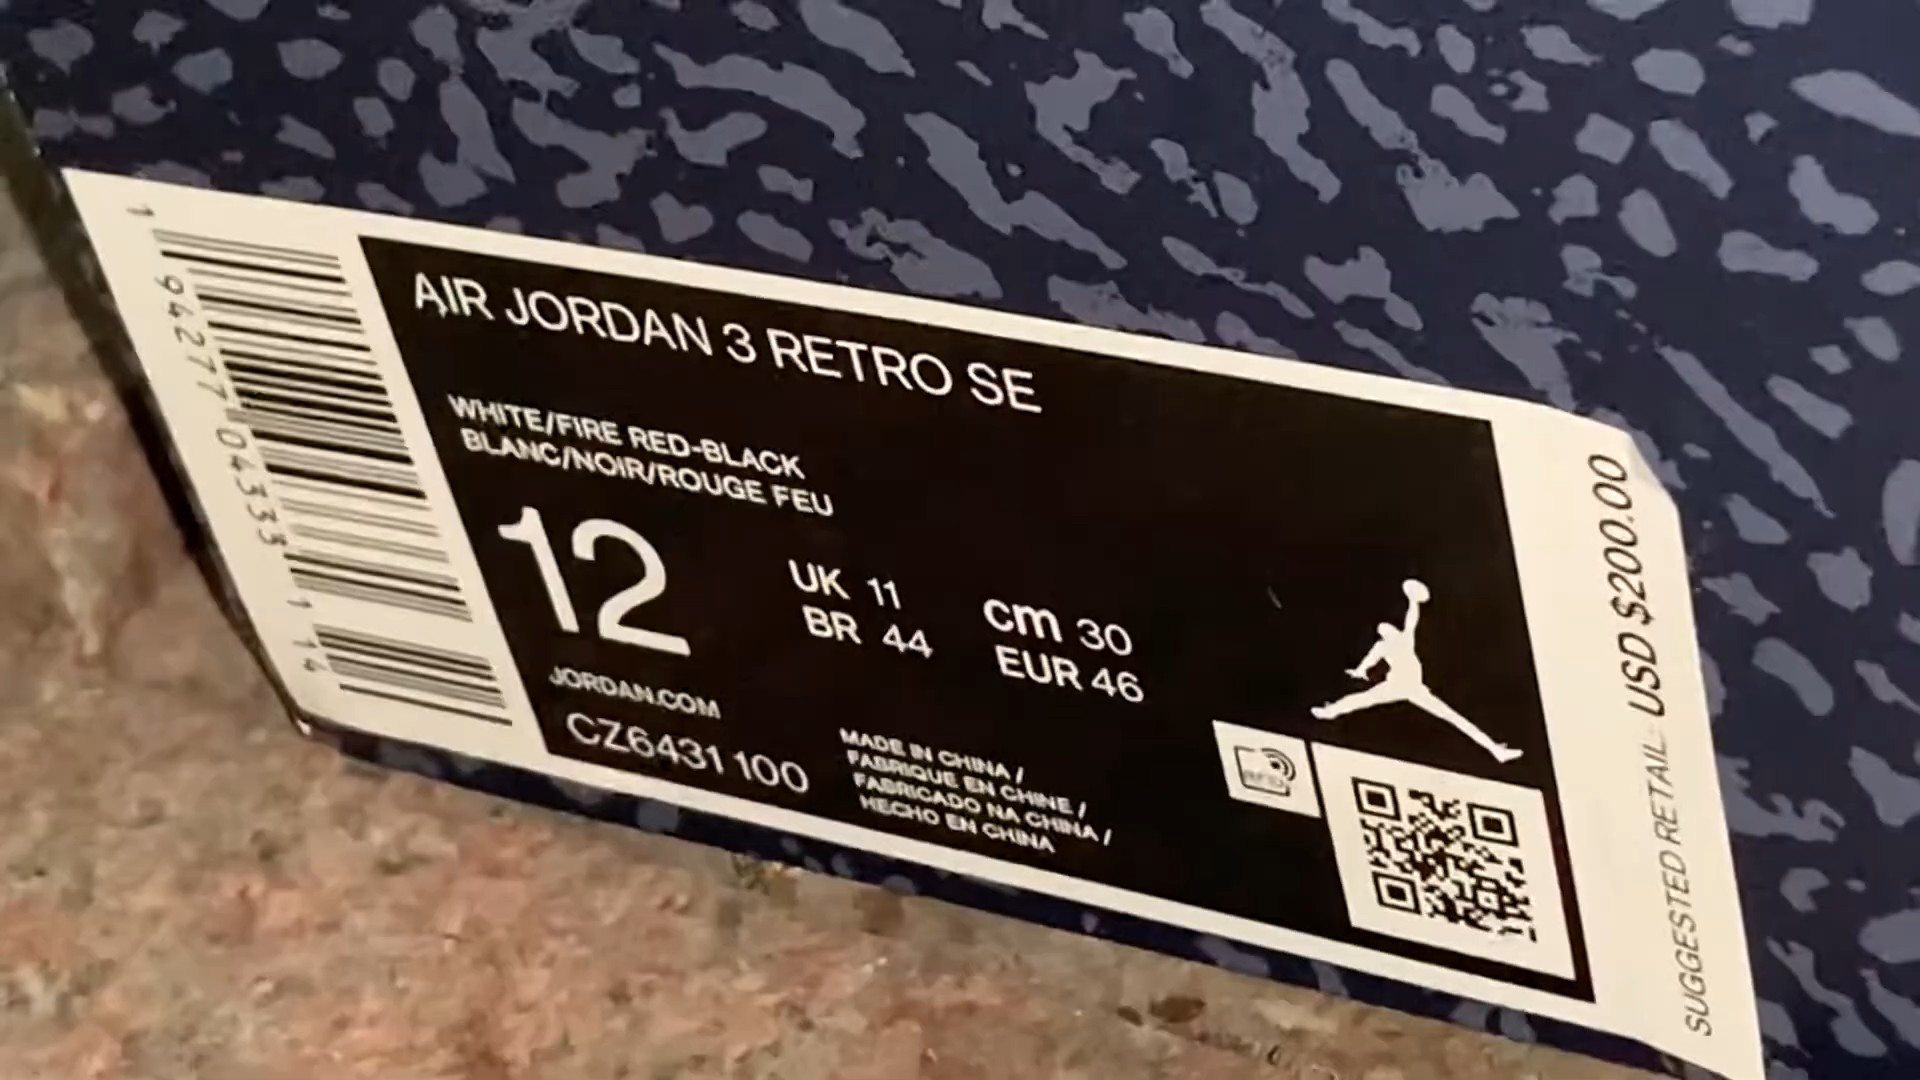 AIR JORDAN 3 RETRO SE
WHITE/FIRE RED-BLACK
BLANC/NOIR/ROUGE FEU
12
UK 11
BR 44
cm 30
EUR 46
JORDAN.COM
CZ6431 100
MADE IN CHINA /
FABRIQUE EN CHINE /
FABRICADO NA CHINA /
HECHO EN CHINA
1 94277 04333 1 14
SUGGESTED RETAIL: USD $200.00